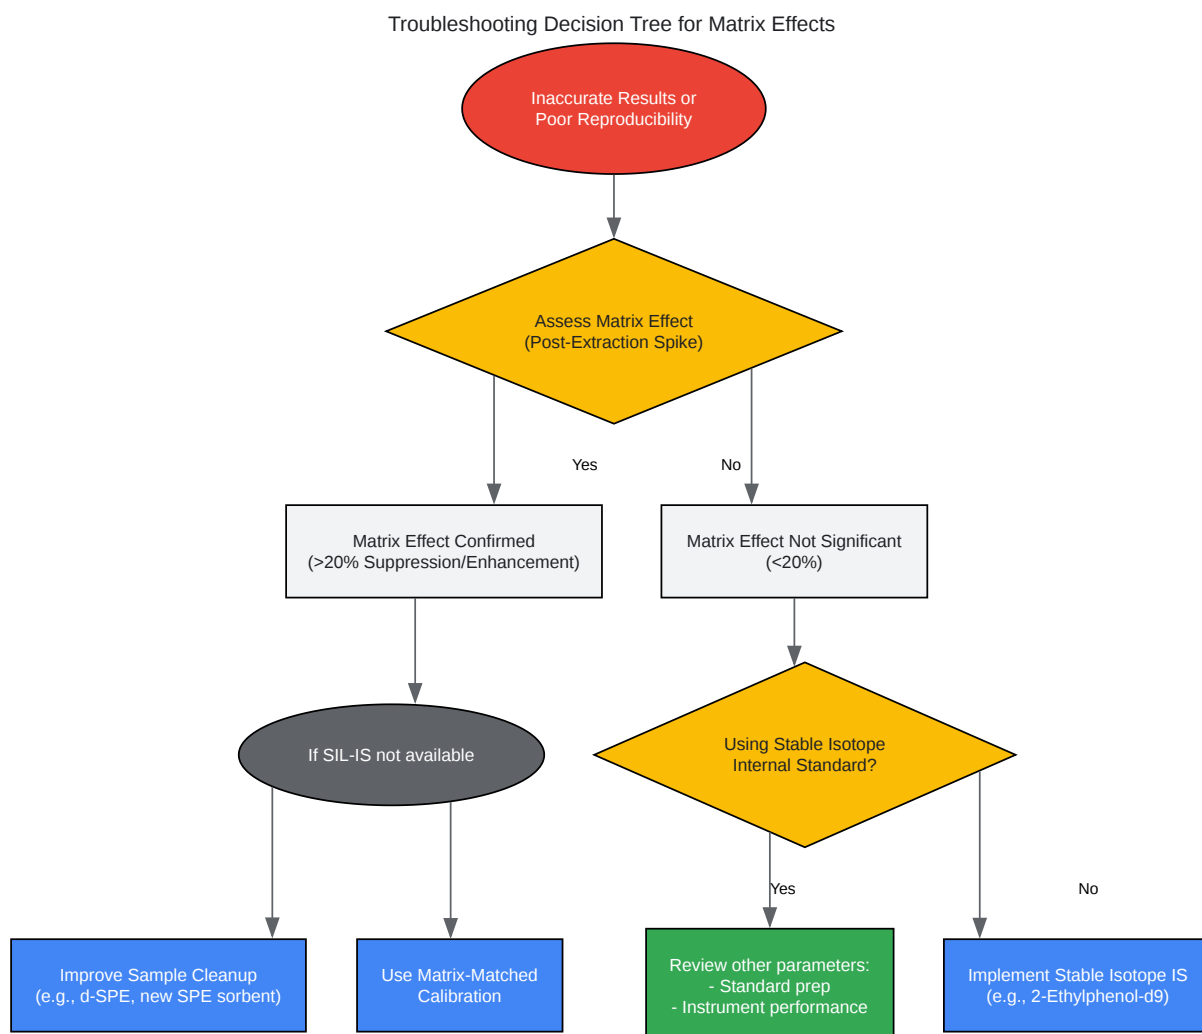 Troubleshooting Decision Tree for Matrix Effects
Inaccurate Results or
Poor Reproducibility
Assess Matrix Effect
(Post-Extraction Spike)
Yes
No
Matrix Effect Confirmed
(>20% Suppression/Enhancement)
Matrix Effect Not Significant
(<20%)
If SIL-IS not available
Using Stable Isotope
Internal Standard?
Yes
No
Improve Sample Cleanup
(e.g., d-SPE, new SPE sorbent)
Use Matrix-Matched
Calibration
Review other parameters:
- Standard prep
- Instrument performance
Implement Stable Isotope IS
(e.g., 2-Ethylphenol-d9)